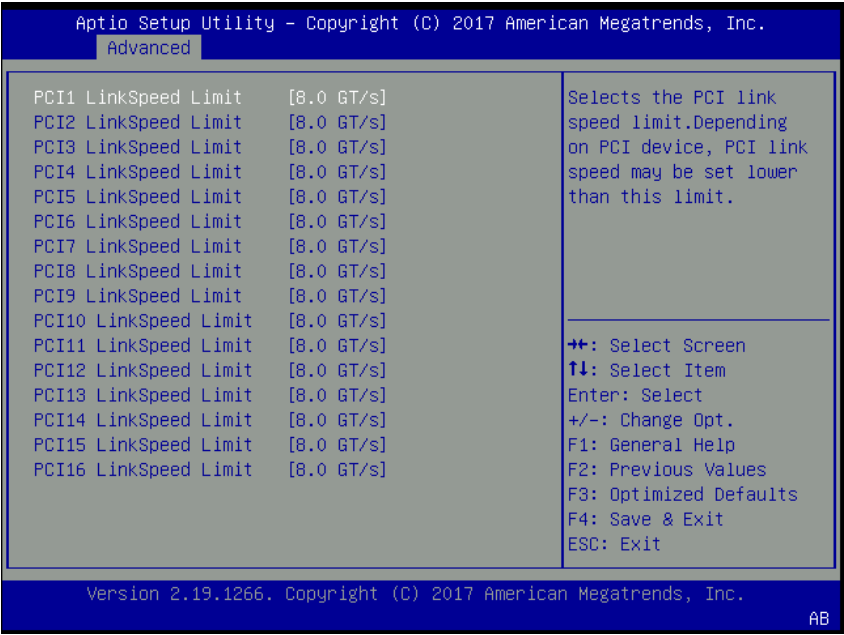 Aptio Setup Utility – Copyright (C) 2017 American Megatrends, Inc.
Advanced
PCI1 LinkSpeed Limit [8.0 GT/s]
PCI2 LinkSpeed Limit [8.0 GT/s]
PCI3 LinkSpeed Limit [8.0 GT/s]
PCI4 LinkSpeed Limit [8.0 GT/s]
PCI5 LinkSpeed Limit [8.0 GT/s]
PCI6 LinkSpeed Limit [8.0 GT/s]
PCI7 LinkSpeed Limit [8.0 GT/s]
PCI8 LinkSpeed Limit [8.0 GT/s]
PCI9 LinkSpeed Limit [8.0 GT/s]
PCI10 LinkSpeed Limit [8.0 GT/s]
PCI11 LinkSpeed Limit [8.0 GT/s]
PCI12 LinkSpeed Limit [8.0 GT/s]
PCI13 LinkSpeed Limit [8.0 GT/s]
PCI14 LinkSpeed Limit [8.0 GT/s]
PCI15 LinkSpeed Limit [8.0 GT/s]
PCI16 LinkSpeed Limit [8.0 GT/s]
Selects the PCI link
speed limit.Depending
on PCI device, PCI link
speed may be set lower
than this limit.
→←: Select Screen
↑↓: Select Item
Enter: Select
+/-: Change Opt.
F1: General Help
F2: Previous Values
F3: Optimized Defaults
F4: Save & Exit
ESC: Exit
Version 2.19.1266. Copyright (C) 2017 American Megatrends, Inc.
AB